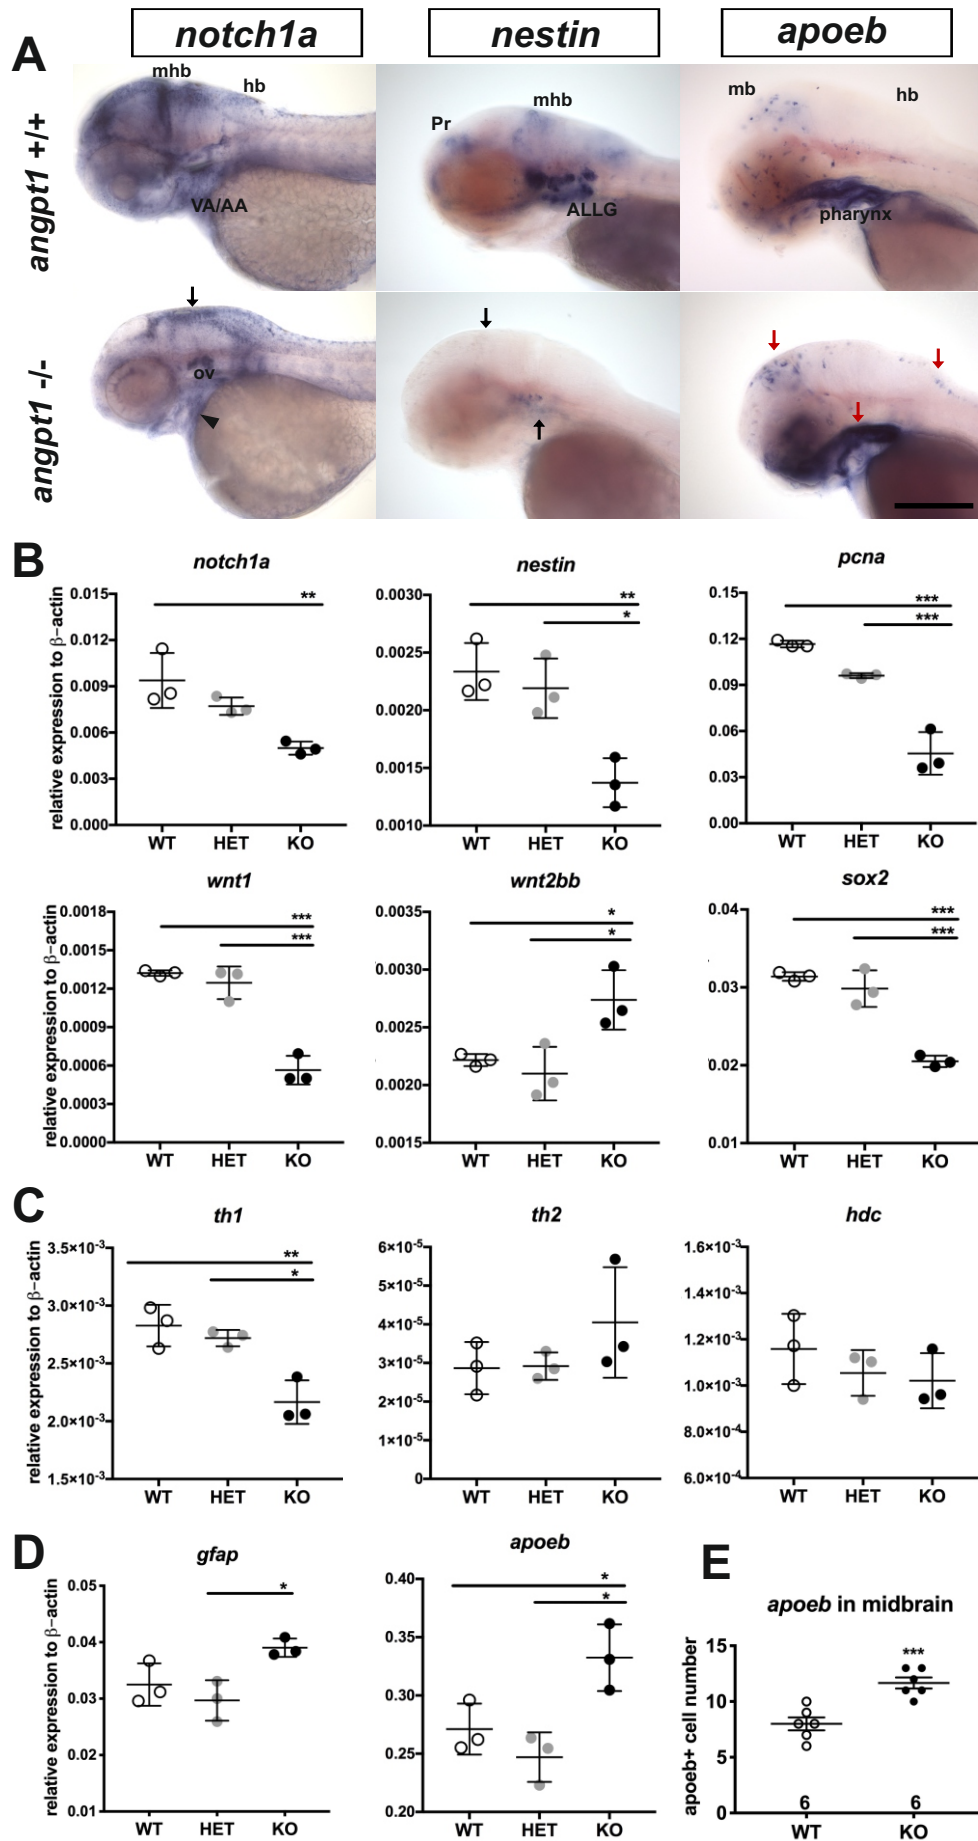 A
notch1a nestin apoeb
angpt1 +/+
mhb hb VA/AA
Pr mhb ALLG
mb hb pharynx
angpt1 -/-
ov
B
notch1a
relative expression to β−actin
0.015
0.012
0.009
0.006
0.003
0.000
**
WT HET KO
nestin
0.0030
0.0025
0.0020
0.0015
0.0010
**
*
WT HET KO
pcna
0.15
0.12
0.09
0.06
0.03
0.00
***
***
WT HET KO
wnt1
relative expression to β−actin
0.0018
0.0015
0.0012
0.0009
0.0006
0.0003
0.0000
***
***
WT HET KO
wnt2bb
0.0035
0.0030
0.0025
0.0020
0.0015
*
*
WT HET KO
sox2
0.04
0.03
0.02
0.01
***
***
WT HET KO
C
th1
relative expression to β−actin
3.5×10⁻³
3.0×10⁻³
2.5×10⁻³
2.0×10⁻³
1.5×10⁻³
**
*
WT HET KO
th2
6×10⁻⁵
5×10⁻⁵
4×10⁻⁵
3×10⁻⁵
2×10⁻⁵
1×10⁻⁵
0
WT HET KO
hdc
1.6×10⁻³
1.4×10⁻³
1.2×10⁻³
1.0×10⁻³
8.0×10⁻⁴
6.0×10⁻⁴
WT HET KO
D
gfap
relative expression to β−actin
0.05
0.04
0.03
0.02
0.01
*
WT HET KO
apoeb
0.40
0.35
0.30
0.25
0.20
*
*
WT HET KO
E
apoeb in midbrain
apoeb+ cell number
15
10
5
0
***
6 6
WT KO